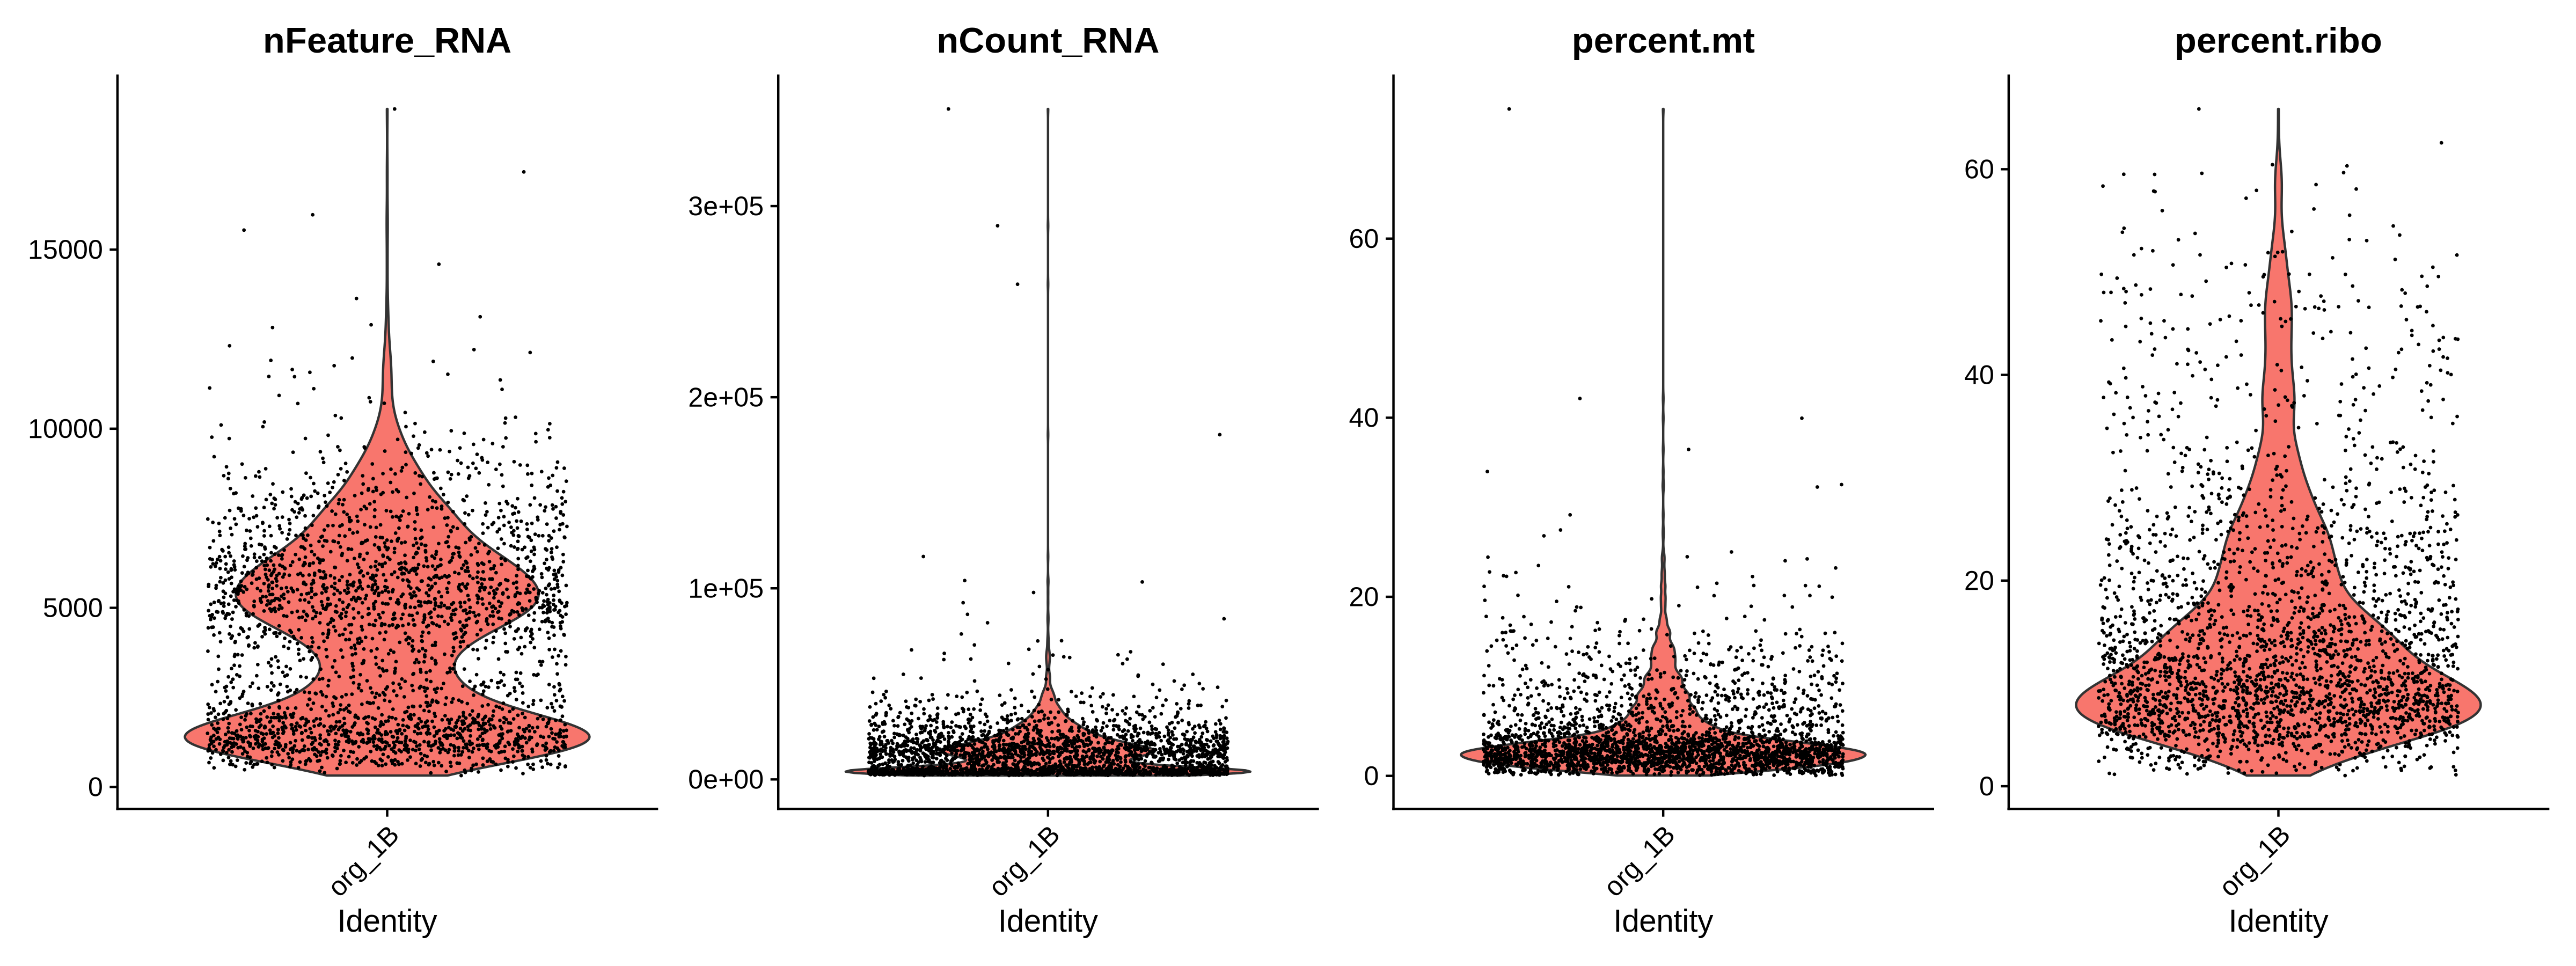 nFeature_RNA
15000
10000
5000
0
org_1B
Identity
nCount_RNA
3e+05
2e+05
1e+05
0e+00
org_1B
Identity
percent.mt
60
40
20
0
org_1B
Identity
percent.ribo
60
40
20
0
org_1B
Identity